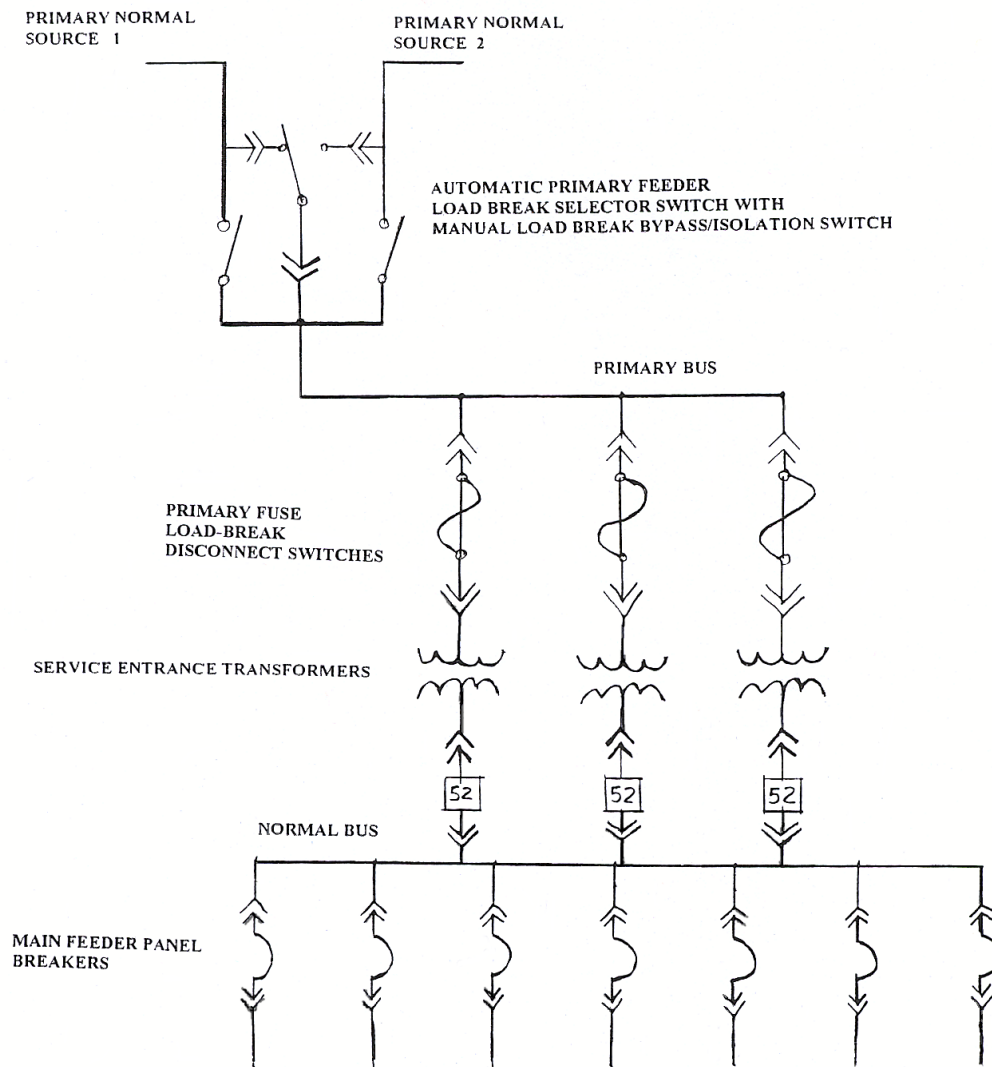 PRIMARY NORMAL
SOURCE 1
PRIMARY NORMAL
SOURCE 2
AUTOMATIC PRIMARY FEEDER
LOAD BREAK SELECTOR SWITCH WITH
MANUAL LOAD BREAK BYPASS/ISOLATION SWITCH
PRIMARY BUS
PRIMARY FUSE
LOAD-BREAK
DISCONNECT SWITCHES
SERVICE ENTRANCE TRANSFORMERS
52
52
52
NORMAL BUS
MAIN FEEDER PANEL
BREAKERS